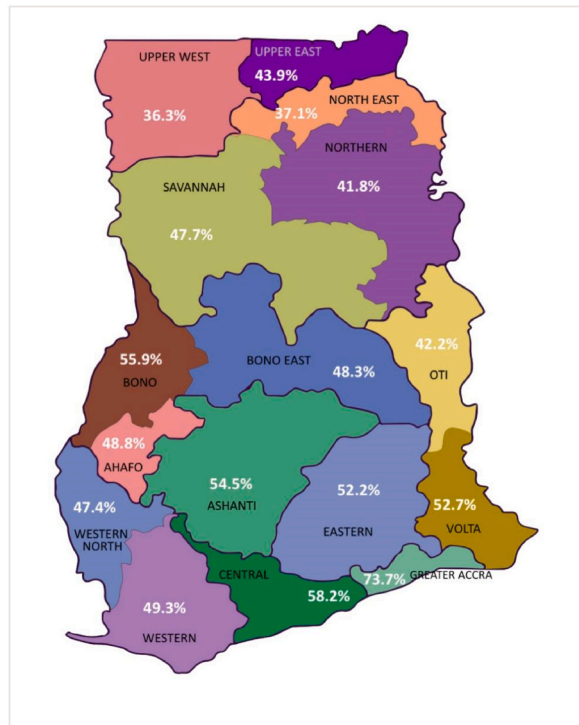 UPPER WEST
36.3%
UPPER EAST
43.9%
NORTH EAST
37.1%
NORTHERN
41.8%
SAVANNAH
47.7%
55.9%
BONO
BONO EAST
48.3%
42.2%
OTI
48.8%
AHAFO
54.5%
ASHANTI
52.2%
EASTERN
52.7%
VOLTA
47.4%
WESTERN
NORTH
CENTRAL
58.2%
73.7%
GREATER ACCRA
49.3%
WESTERN